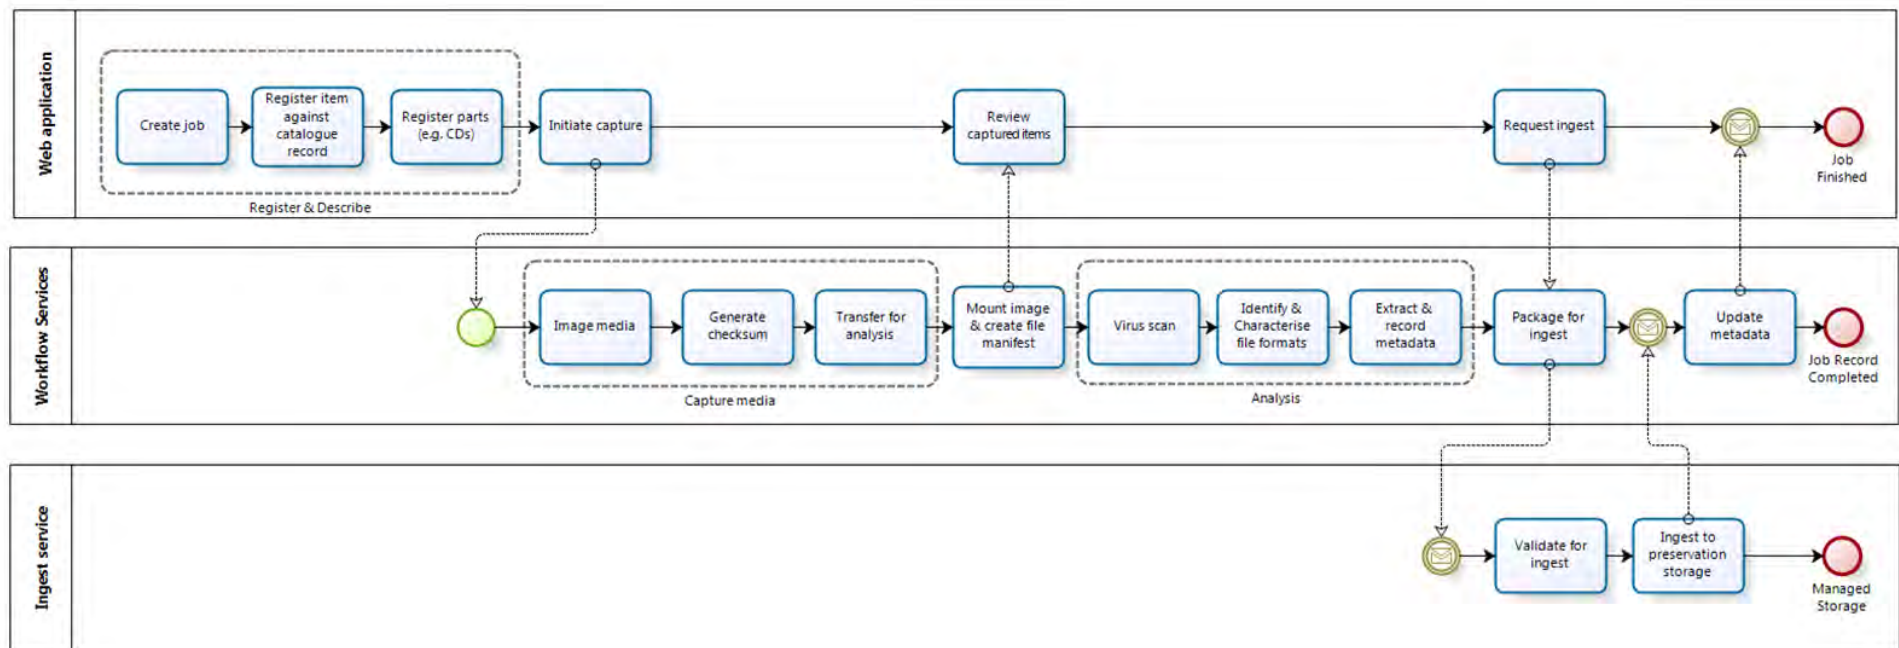 Web application
Create job
Register item
against
catalogue
record
Register parts
(e.g. CDs)
Initiate capture
Review
captured items
Request ingest
Job
Finished
Register & Describe
Workflow Services
Image media
Generate
checksum
Transfer for
analysis
Mount image
& create file
manifest
Virus scan
Identify &
Characterise
file formats
Extract &
record
metadata
Package for
ingest
Update
metadata
Job Record
Completed
Capture media
Analysis
Ingest service
Validate for
ingest
Ingest to
preservation
storage
Managed
Storage